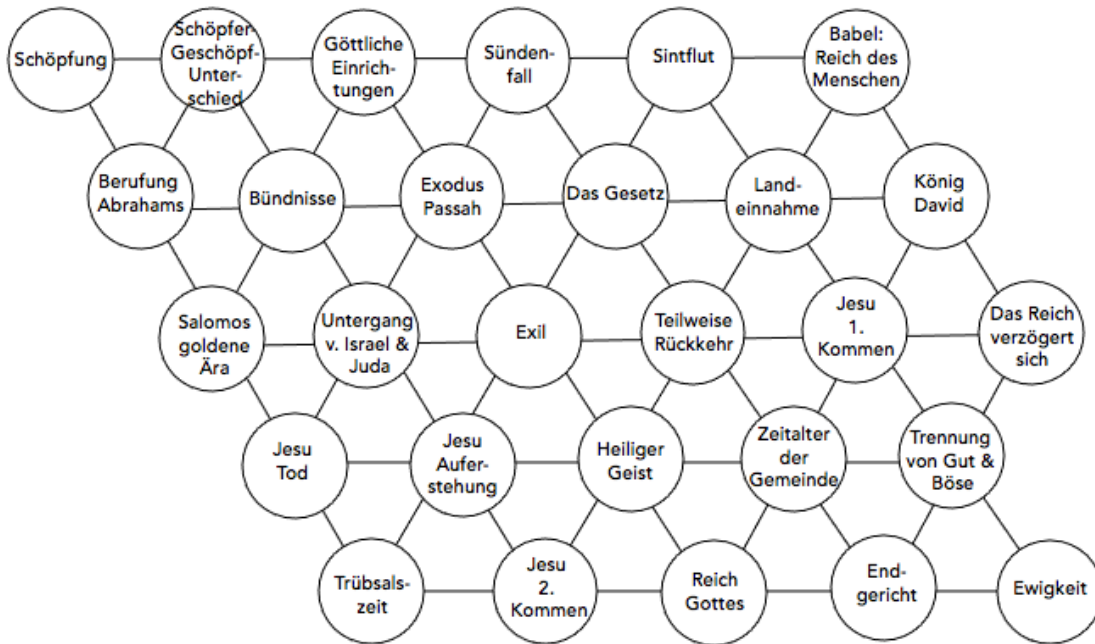 Schöpfung
Schöpfer-
Geschöpf-
Unter-
schied
Göttliche
Einrich-
tungen
Sünden-
fall
Sintflut
Babel:
Reich des
Menschen
Berufung
Abrahams
Bündnisse
Exodus
Passah
Das Gesetz
Land-
einnahme
König
David
Salomos
goldene
Ära
Untergang
v. Israel &
Juda
Exil
Teilweise
Rückkehr
Jesu
1.
Kommen
Das Reich
verzögert
sich
Jesu
Tod
Jesu
Aufer-
stehung
Heiliger
Geist
Zeitalter
der
Gemeinde
Trennung
von Gut &
Böse
Trübsals-
zeit
Jesu
2.
Kommen
Reich
Gottes
End-
gericht
Ewigkeit